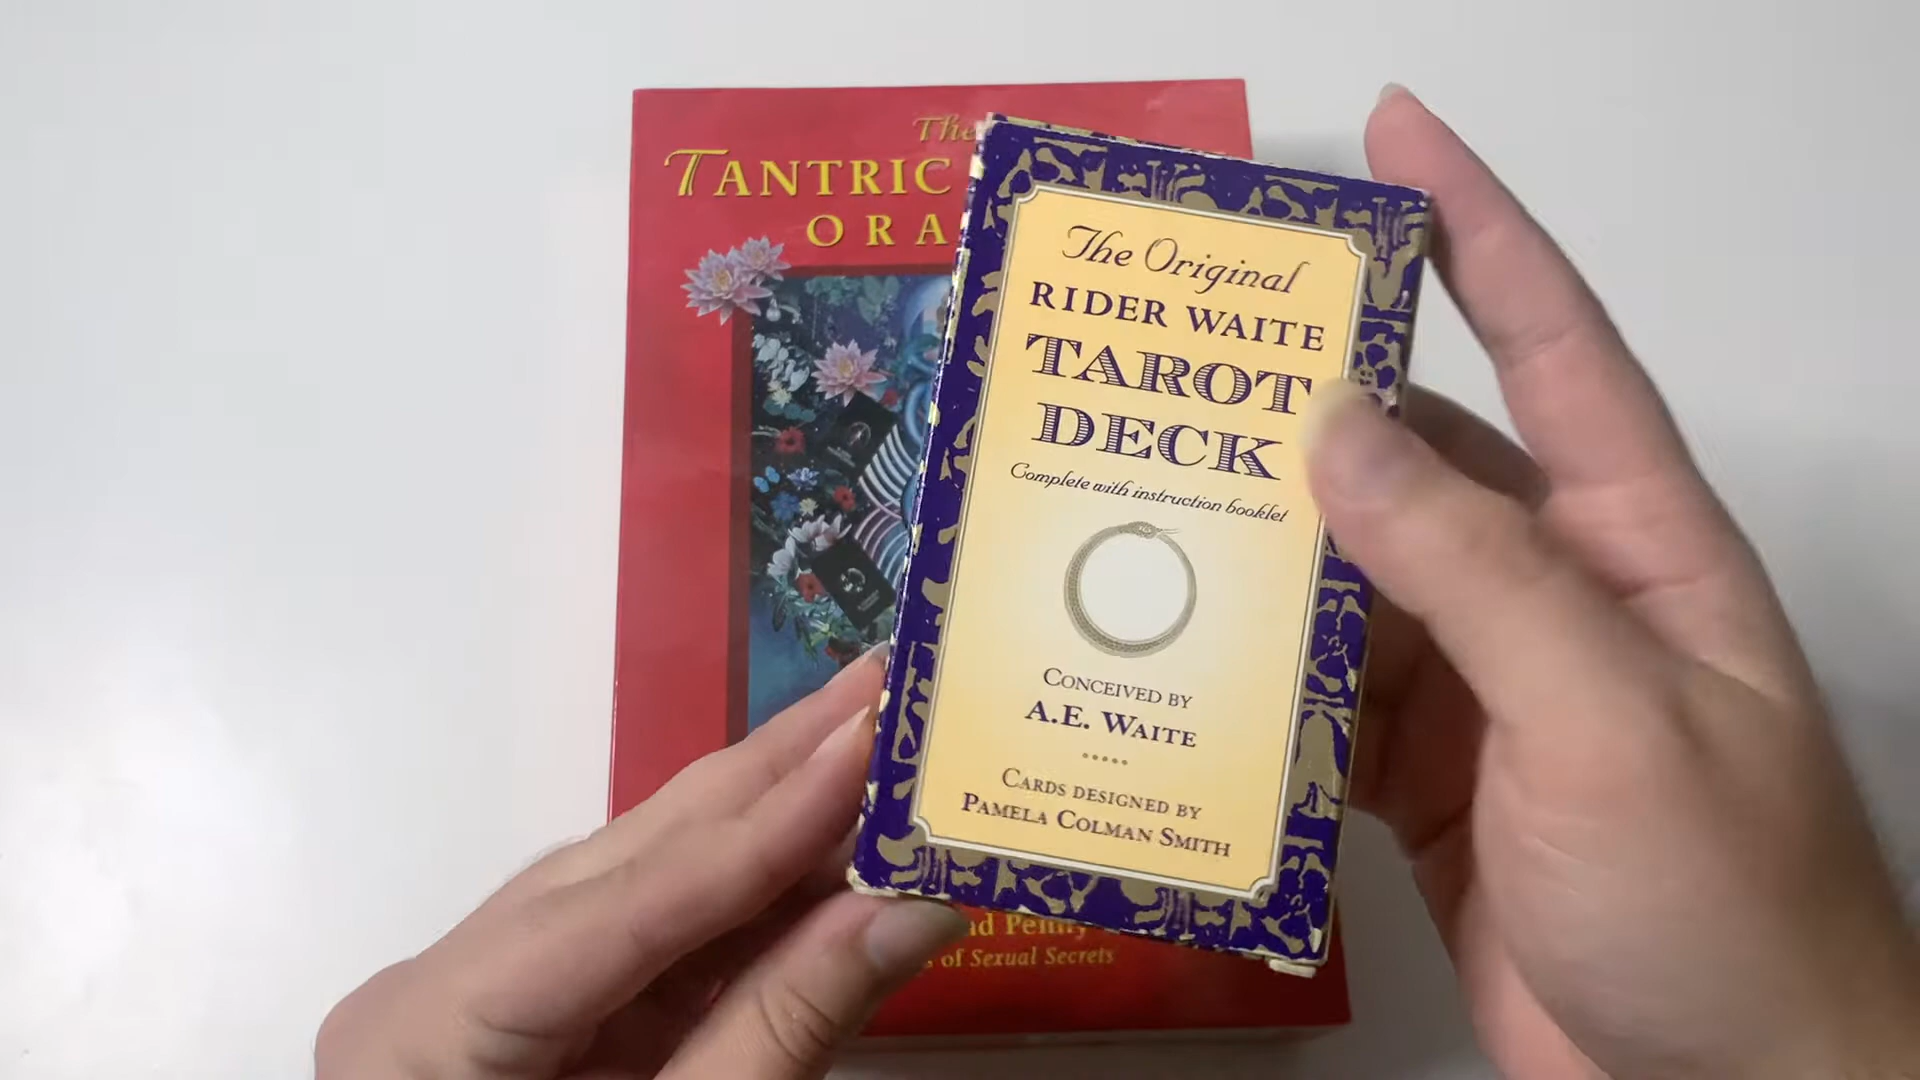 The
TANTRIC
ORA
The Original
RIDER WAITE
TAROT
DECK
Complete with instruction booklet
CONCEIVED BY
A.E. WAITE
CARDS DESIGNED BY
PAMELA COLMAN SMITH
nd Penny
of Sexual Secrets